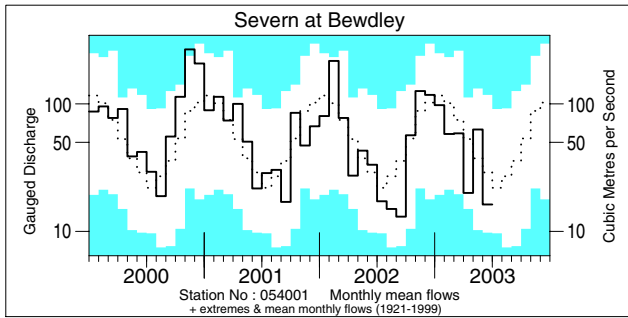 Severn at Bewdley
Gauged Discharge
100
50
10
100
50
10
Cubic Metres per Second
2000 2001 2002 2003
Station No : 054001 Monthly mean flows
+ extremes & mean monthly flows (1921-1999)